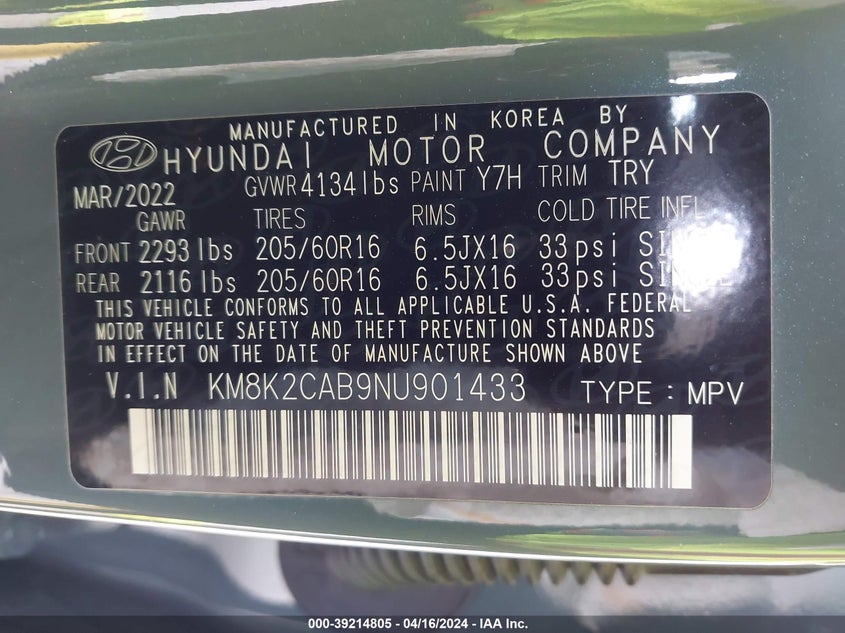 MANUFACTURED IN KOREA BY
HYUNDAI MOTOR COMPANY
MAR/2022 GVWR 4134 lbs PAINT Y7H TRIM TRY
GAWR TIRES RIMS COLD TIRE INFL
FRONT 2293 lbs 205/60R16 6.5JX16 33 psi SINGLE
REAR 2116 lbs 205/60R16 6.5JX16 33 psi SINGLE
THIS VEHICLE CONFORMS TO ALL APPLICABLE U.S.A. FEDERAL
MOTOR VEHICLE SAFETY AND THEFT PREVENTION STANDARDS
IN EFFECT ON THE DATE OF MANUFACTURE SHOWN ABOVE
V.I.N KM8K2CAB9NU901433 TYPE : MPV
000-39214805 - 04/16/2024 - IAA Inc.